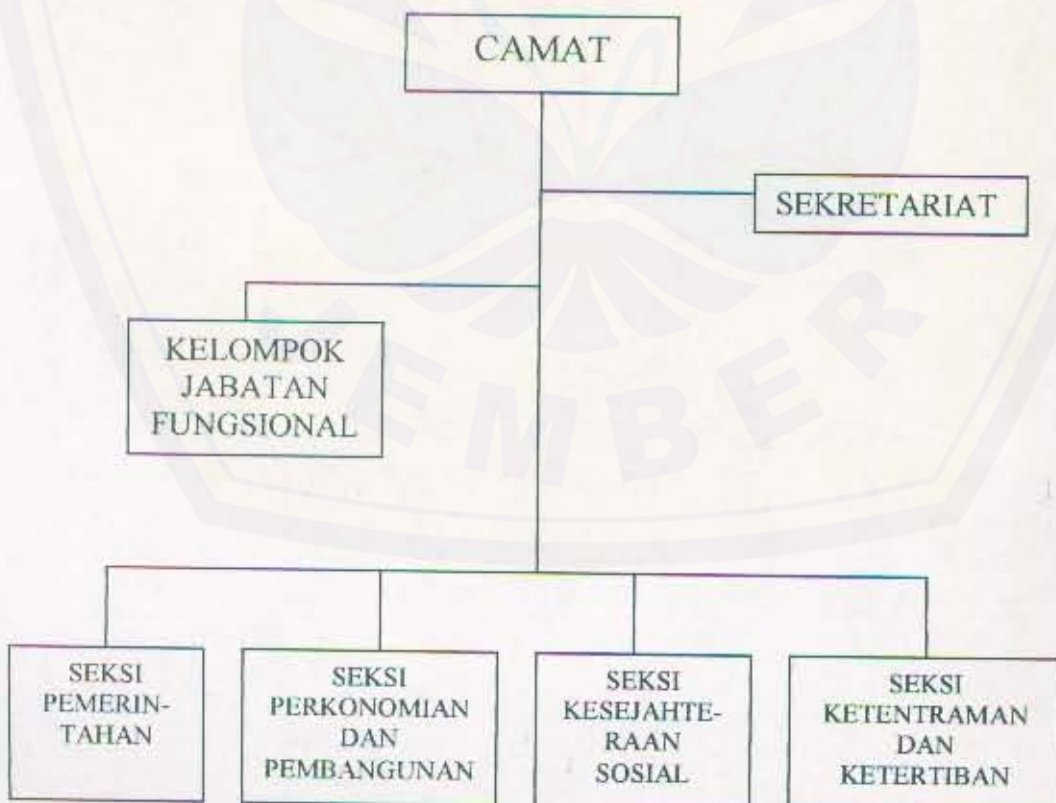 CAMAT
SEKRETARIAT
KELOMPOK
JABATAN
FUNGSIONAL
JEMBER
SEKSI
PEMERIN-
TAHAN
SEKSI
PERKONOMIAN
DAN
PEMBANGUNAN
SEKSI
KESEJAHTE-
RAAN
SOSIAL
SEKSI
KETENTRAMAN
DAN
KETERTIBAN